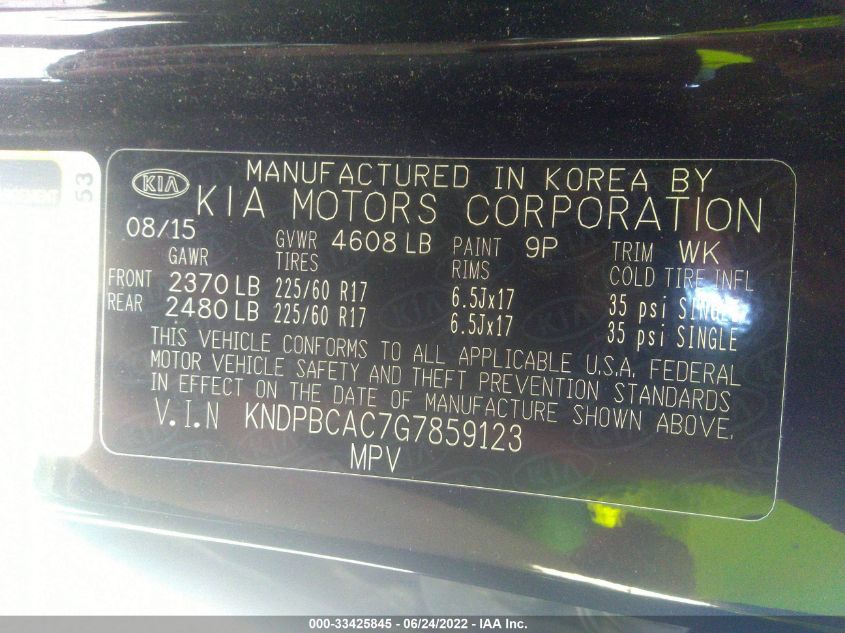 53
KIA MANUFACTURED IN KOREA BY
KIA MOTORS CORPORATION
08/15 GVWR 4608 LB PAINT 9P TRIM WK
GAWR TIRES RIMS COLD TIRE INFL
FRONT 2370 LB 225/60 R17 6.5Jx17 35 psi SINGLE
REAR 2480 LB 225/60 R17 6.5Jx17 35 psi SINGLE
THIS VEHICLE CONFORMS TO ALL APPLICABLE U.S.A. FEDERAL
MOTOR VEHICLE SAFETY AND THEFT PREVENTION STANDARDS
IN EFFECT ON THE DATE OF MANUFACTURE SHOWN ABOVE.
V.I.N KNDPBCAC7G7859123
MPV
000-33425845 - 06/24/2022 - IAA Inc.